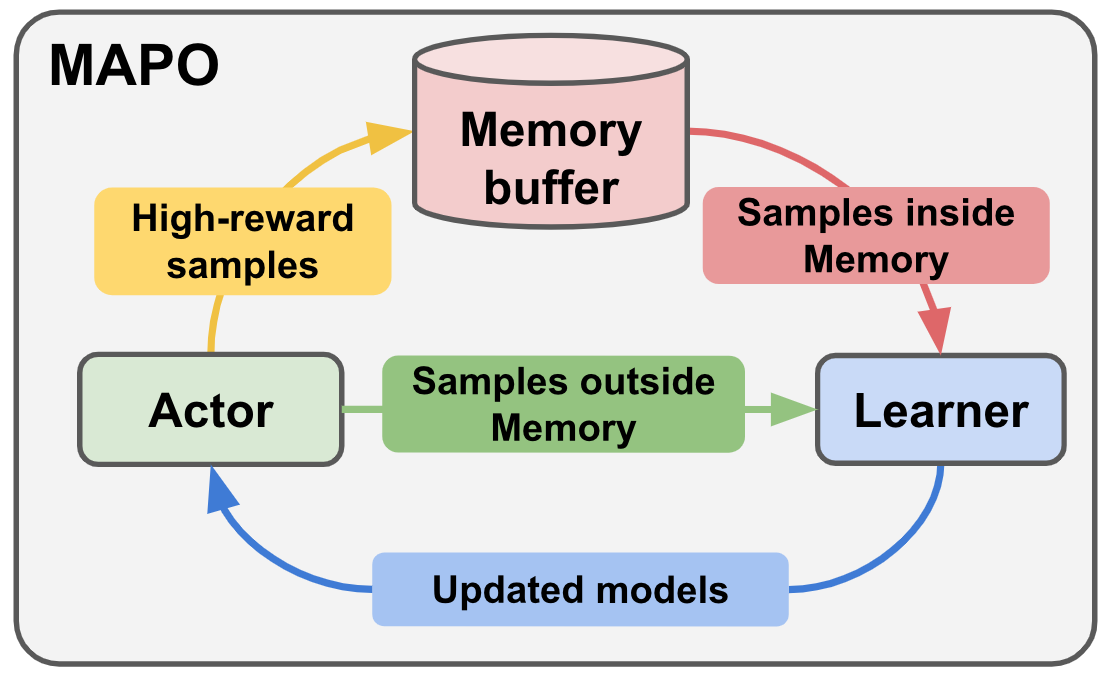 MAPO
Memory
buffer
High-reward
samples
Samples inside
Memory
Actor
Samples outside
Memory
Learner
Updated models